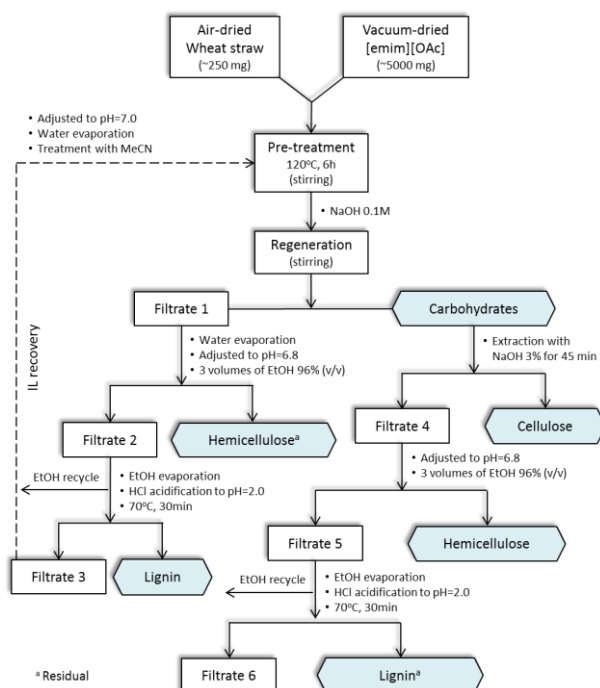 Air-dried
Wheat straw
(~250 mg)
Vacuum-dried
[emim][OAc]
(~5000 mg)
• Adjusted to pH=7.0
• Water evaporation
• Treatment with MeCN
Pre-treatment
120ºC, 6h
(stirring)
• NaOH 0.1M
Regeneration
(stirring)
Filtrate 1
Carbohydrates
• Water evaporation
• Adjusted to pH=6.8
• 3 volumes of EtOH 96% (v/v)
• Extraction with
NaOH 3% for 45 min
IL recovery
Filtrate 2
Hemicelluloseª
Filtrate 4
Cellulose
EtOH recycle
• EtOH evaporation
• HCl acidification to pH=2.0
• 70ºC, 30min
• Adjusted to pH=6.8
• 3 volumes of EtOH 96% (v/v)
Filtrate 3
Lignin
Filtrate 5
Hemicellulose
EtOH recycle
• EtOH evaporation
• HCl acidification to pH=2.0
• 70ºC, 30min
ª Residual
Filtrate 6
Ligninª